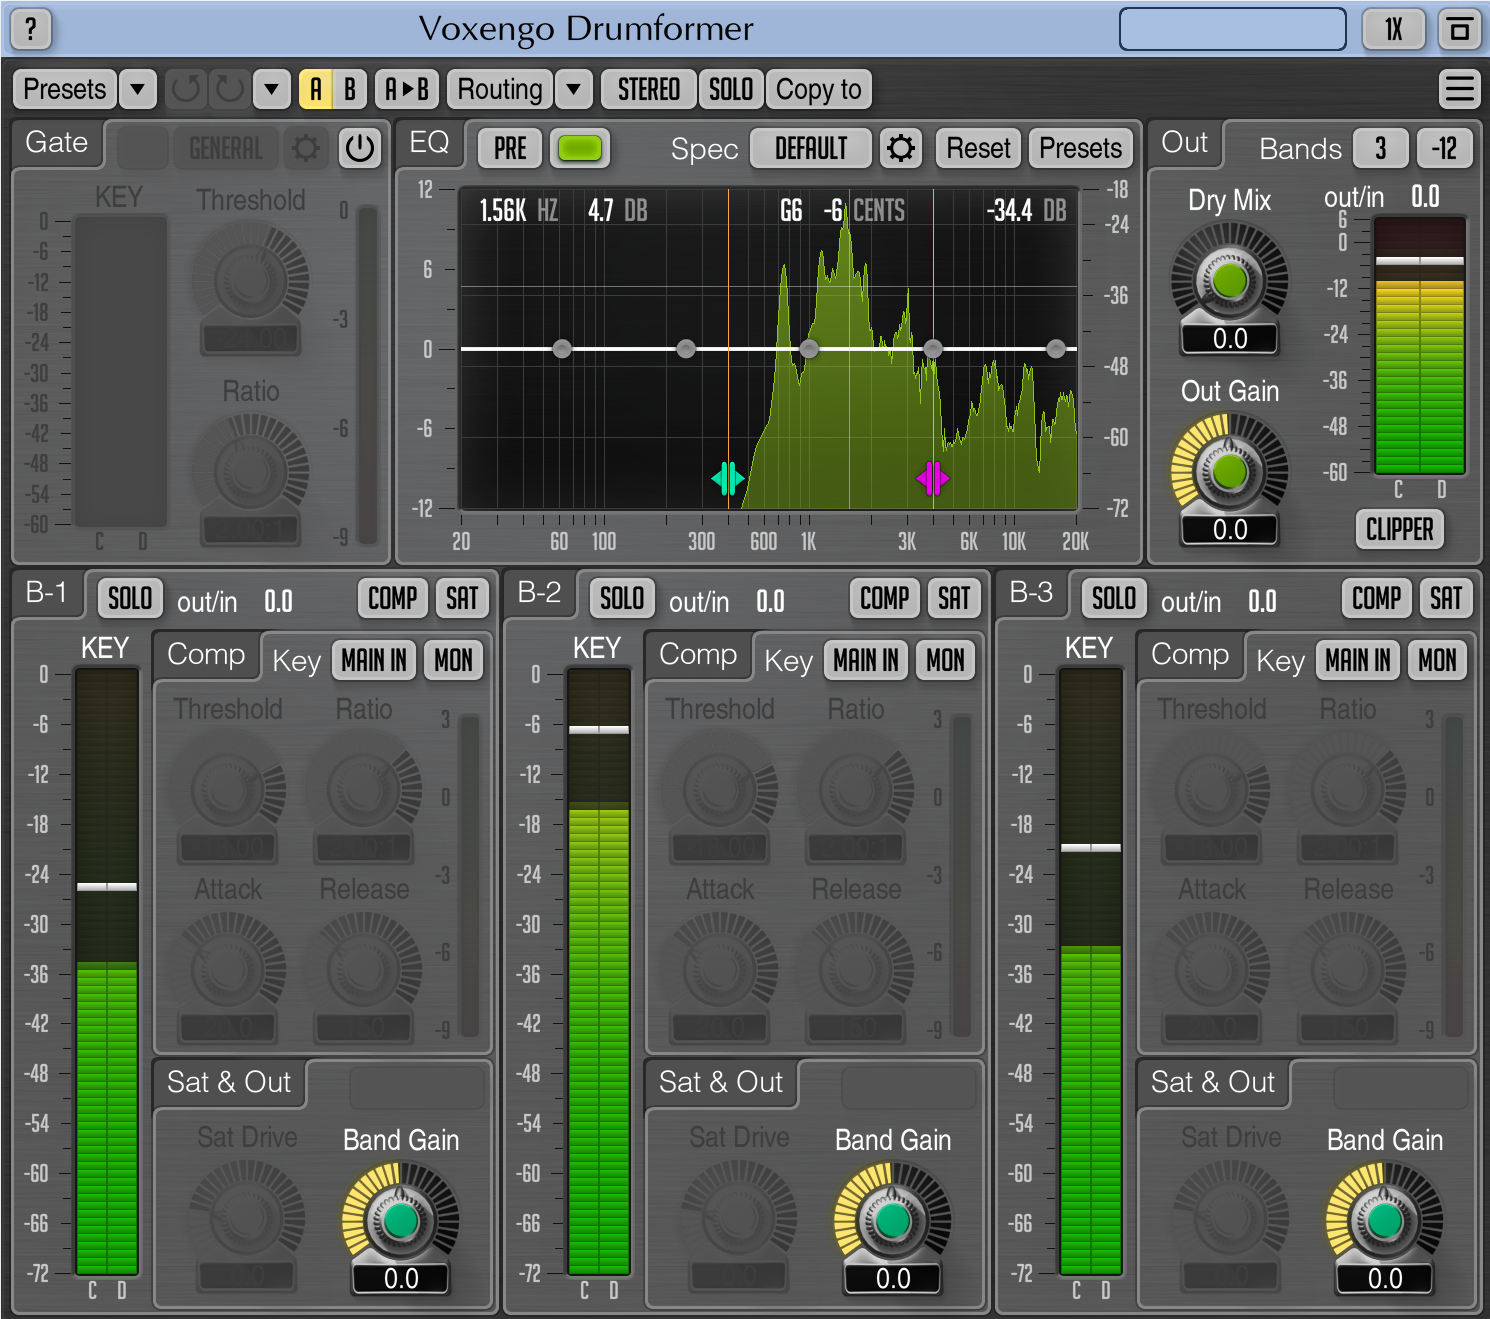 ? Voxengo Drumformer 1X
Presets A B A▸B Routing STEREO SOLO Copy to
Gate GENERAL
KEY Threshold
0 -6 -12 -18 -24 -30 -36 -42 -48 -54 -60
C D
Ratio
0 -3 -6 -9
EQ PRE Spec DEFAULT Reset Presets
1.56K HZ 4.7 DB G6 -6 CENTS -34.4 DB
12 6 0 -6 -12
-18 -24 -36 -48 -60 -72
20 60 100 300 600 1K 3K 6K 10K 20K
Out Bands 3 -12
Dry Mix out/in 0.0
0.0
Out Gain
0.0
6 0 -12 -24 -36 -48 -60
C D
CLIPPER
B-1 SOLO out/in 0.0 COMP SAT
KEY Comp Key MAIN IN MON
0 -6 -12 -18 -24 -30 -36 -42 -48 -54 -60 -66 -72
C D
Threshold Ratio
Attack Release
3 0 -3 -6 -9
Sat & Out
Sat Drive Band Gain
0.0
B-2 SOLO out/in 0.0 COMP SAT
KEY Comp Key MAIN IN MON
0 -6 -12 -18 -24 -30 -36 -42 -48 -54 -60 -66 -72
C D
Threshold Ratio
Attack Release
3 0 -3 -6 -9
Sat & Out
Sat Drive Band Gain
0.0
B-3 SOLO out/in 0.0 COMP SAT
KEY Comp Key MAIN IN MON
0 -6 -12 -18 -24 -30 -36 -42 -48 -54 -60 -66 -72
C D
Threshold Ratio
Attack Release
3 0 -3 -6 -9
Sat & Out
Sat Drive Band Gain
0.0